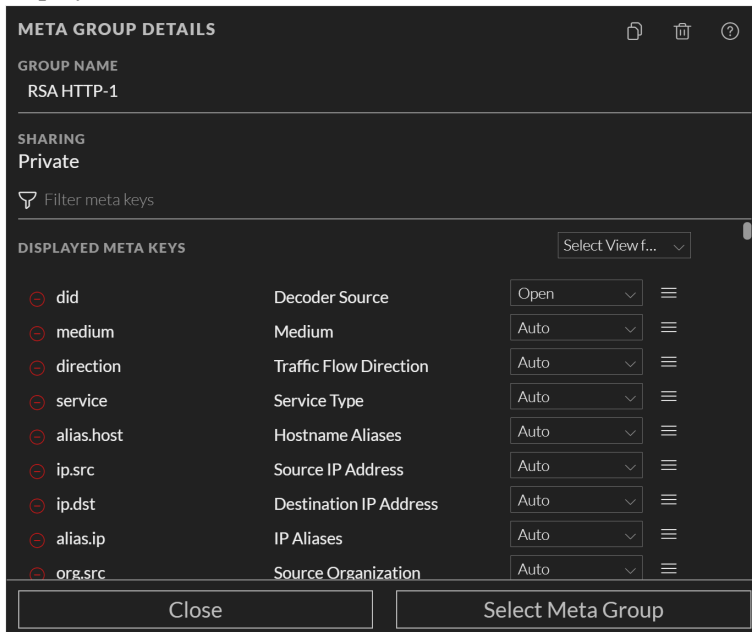 META GROUP DETAILS
GROUP NAME
RSA HTTP-1
SHARING
Private
Filter meta keys
DISPLAYED META KEYS Select View f...
did Decoder Source Open
medium Medium Auto
direction Traffic Flow Direction Auto
service Service Type Auto
alias.host Hostname Aliases Auto
ip.src Source IP Address Auto
ip.dst Destination IP Address Auto
alias.ip IP Aliases Auto
org.src Source Organization Auto
Close Select Meta Group